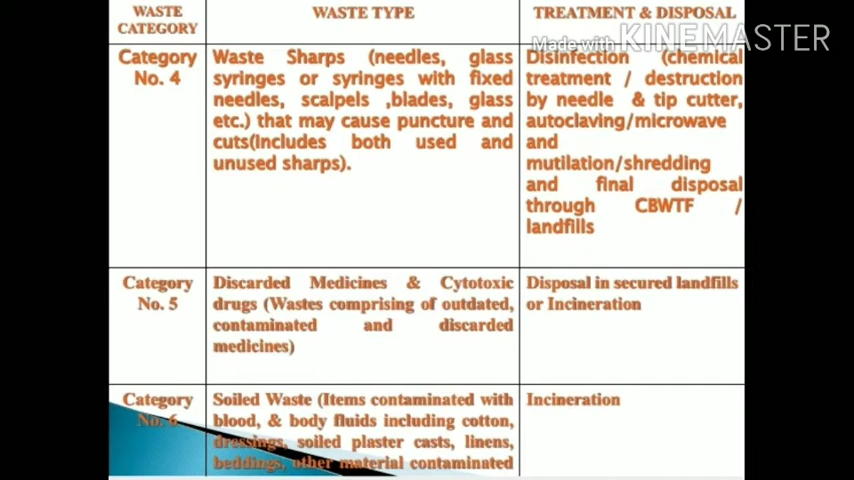 WASTE CATEGORY
WASTE TYPE
TREATMENT & DISPOSAL
Made with KINEMASTER
Category No. 4
Waste Sharps (needles, glass
syringes or syringes with fixed
needles, scalpels ,blades, glass
etc.) that may cause puncture and
cuts(Includes both used and
unused sharps).
Disinfection (chemical
treatment / destruction
by needle & tip cutter,
autoclaving/microwave
and
mutilation/shredding
and final disposal
through CBWTF /
landfills
Category
No. 5
Discarded Medicines & Cytotoxic
drugs (Wastes comprising of outdated,
contaminated and discarded
medicines)
Disposal in secured landfills
or Incineration
Category
No. 6
Soiled Waste (Items contaminated with
blood, & body fluids including cotton,
dressings, soiled plaster casts, linens,
beddings, other material contaminated
Incineration